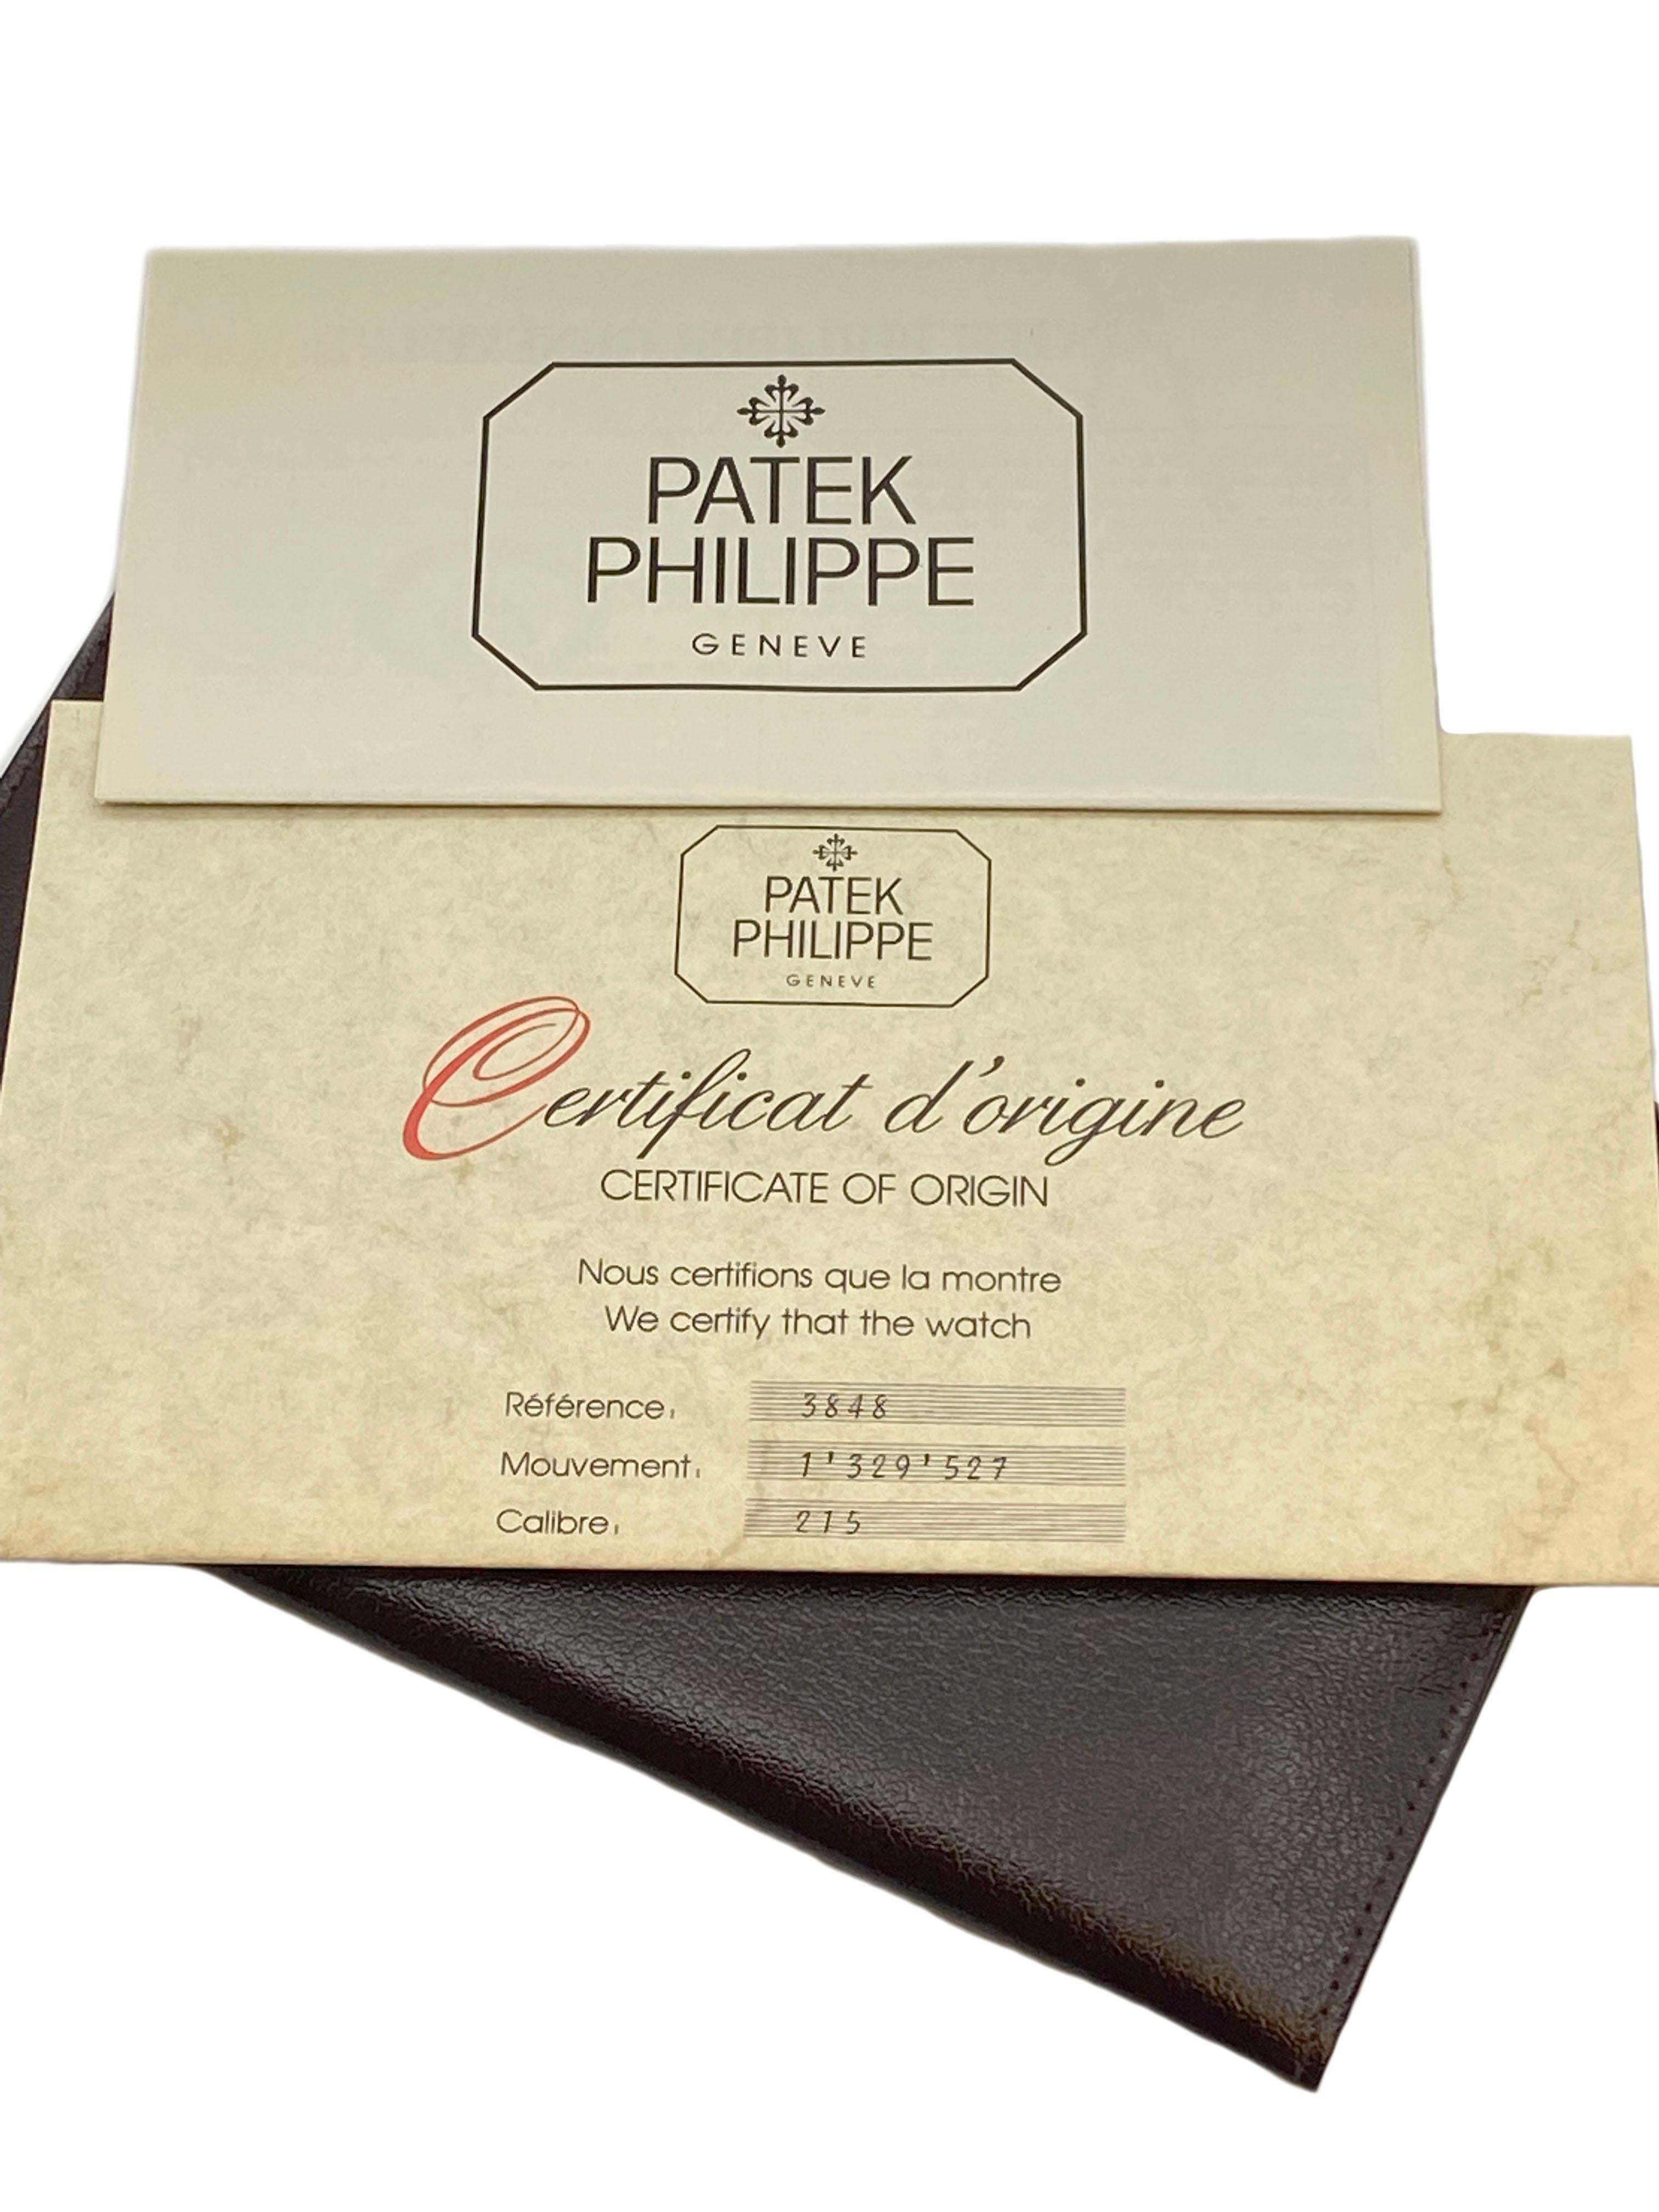 PATEK
PHILIPPE
GENEVE
PATEK
PHILIPPE
GENEVE
Certificat d'origine
CERTIFICATE OF ORIGIN
Nous certifions que la montre
We certify that the watch
Référence: 3848
Mouvement: 1'329'527
Calibre: 215